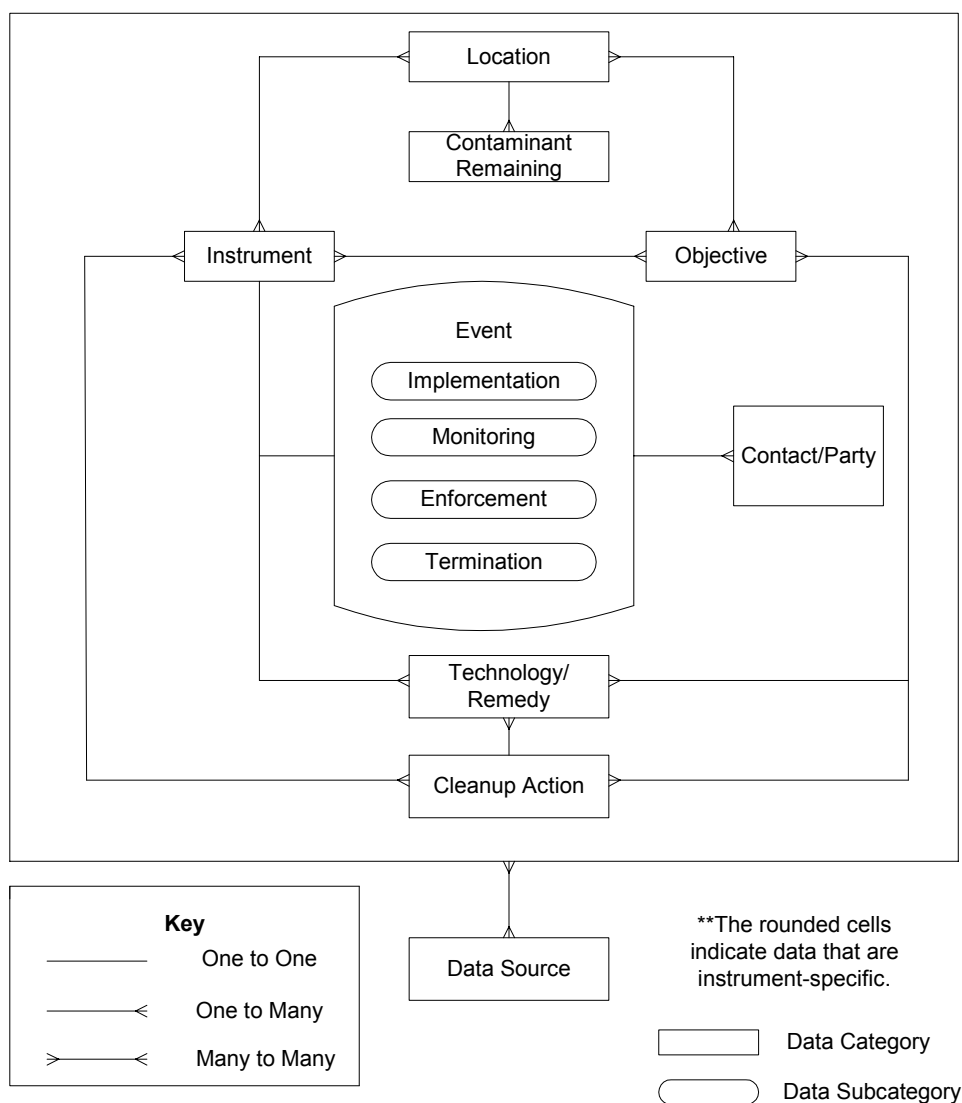 Location
Contaminant
Remaining
Instrument
Objective
Event
Implementation
Monitoring
Enforcement
Termination
Contact/Party
Technology/
Remedy
Cleanup Action
Data Source
Key
One to One
One to Many
Many to Many
**The rounded cells
indicate data that are
instrument-specific.
Data Category
Data Subcategory